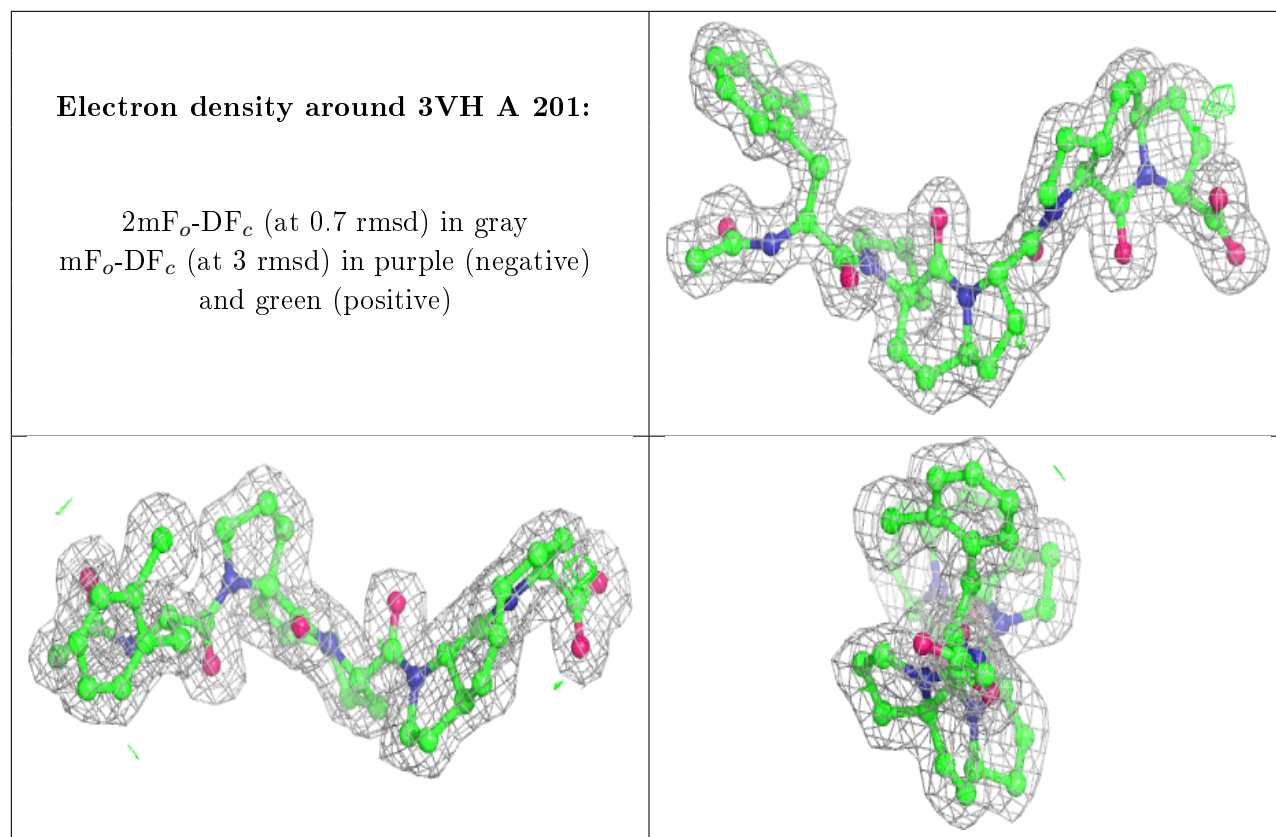 Electron density around 3VH A 201:
2mFₒ-DF𝒸 (at 0.7 rmsd) in gray
mFₒ-DF𝒸 (at 3 rmsd) in purple (negative)
and green (positive)